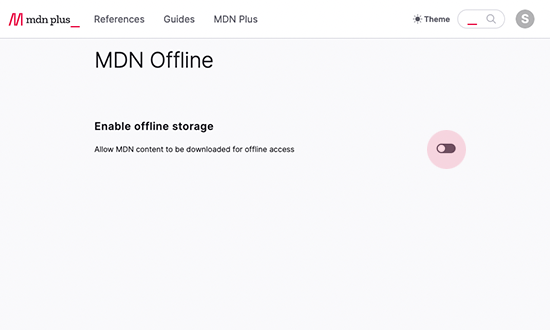 mdn plus_ References Guides MDN Plus Theme S
MDN Offline
Enable offline storage
Allow MDN content to be downloaded for offline access